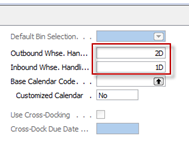 Default Bin Selection. . .
Outbound Whse. Han... 2D
Inbound Whse. Handli... 1D
Base Calendar Code. . .
Customized Calendar . No
Use Cross-Docking . .
Cross-Dock Due Date ...